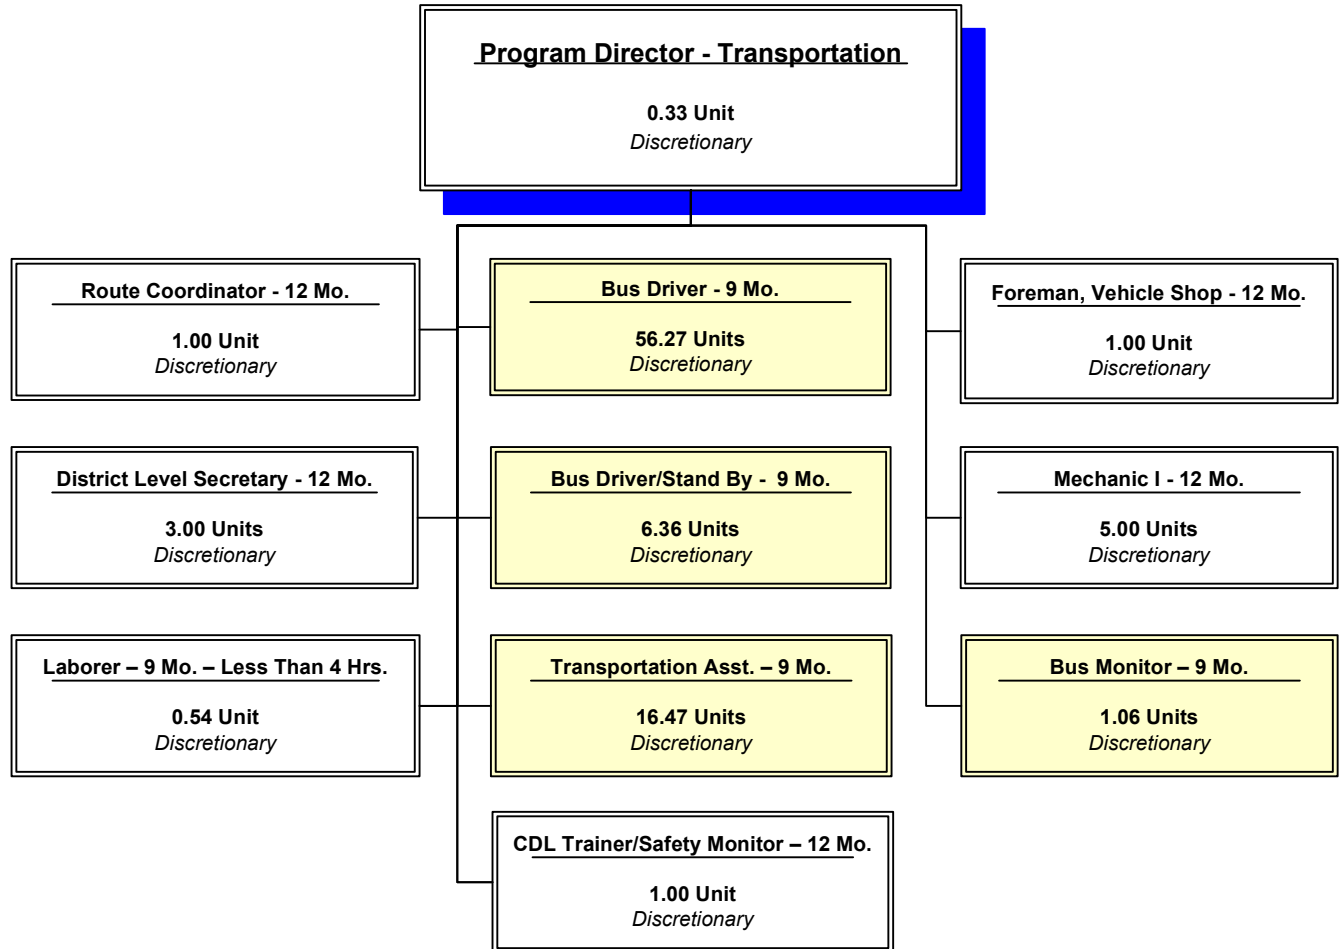 Program Director - Transportation
0.33 Unit
Discretionary
Route Coordinator - 12 Mo.
1.00 Unit
Discretionary
Bus Driver - 9 Mo.
56.27 Units
Discretionary
Foreman, Vehicle Shop - 12 Mo.
1.00 Unit
Discretionary
District Level Secretary - 12 Mo.
3.00 Units
Discretionary
Bus Driver/Stand By - 9 Mo.
6.36 Units
Discretionary
Mechanic I - 12 Mo.
5.00 Units
Discretionary
Laborer – 9 Mo. – Less Than 4 Hrs.
0.54 Unit
Discretionary
Transportation Asst. – 9 Mo.
16.47 Units
Discretionary
Bus Monitor – 9 Mo.
1.06 Units
Discretionary
CDL Trainer/Safety Monitor – 12 Mo.
1.00 Unit
Discretionary